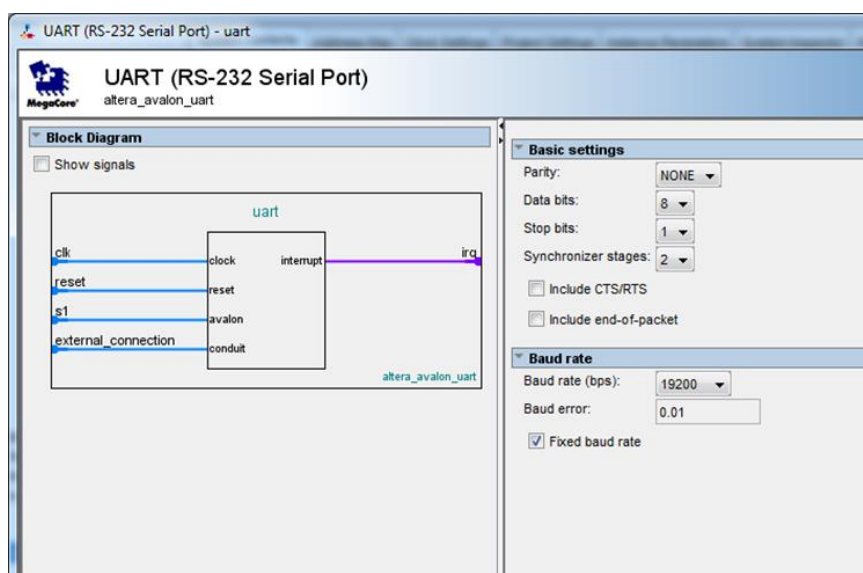 UART (RS-232 Serial Port) - uart
UART (RS-232 Serial Port)
MegaCore®
altera_avalon_uart
Block Diagram
Show signals
uart
clk
clock
interrupt
irq
reset
reset
s1
avalon
external_connection
conduit
altera_avalon_uart
Basic settings
Parity: NONE
Data bits: 8
Stop bits: 1
Synchronizer stages: 2
Include CTS/RTS
Include end-of-packet
Baud rate
Baud rate (bps): 19200
Baud error: 0.01
Fixed baud rate